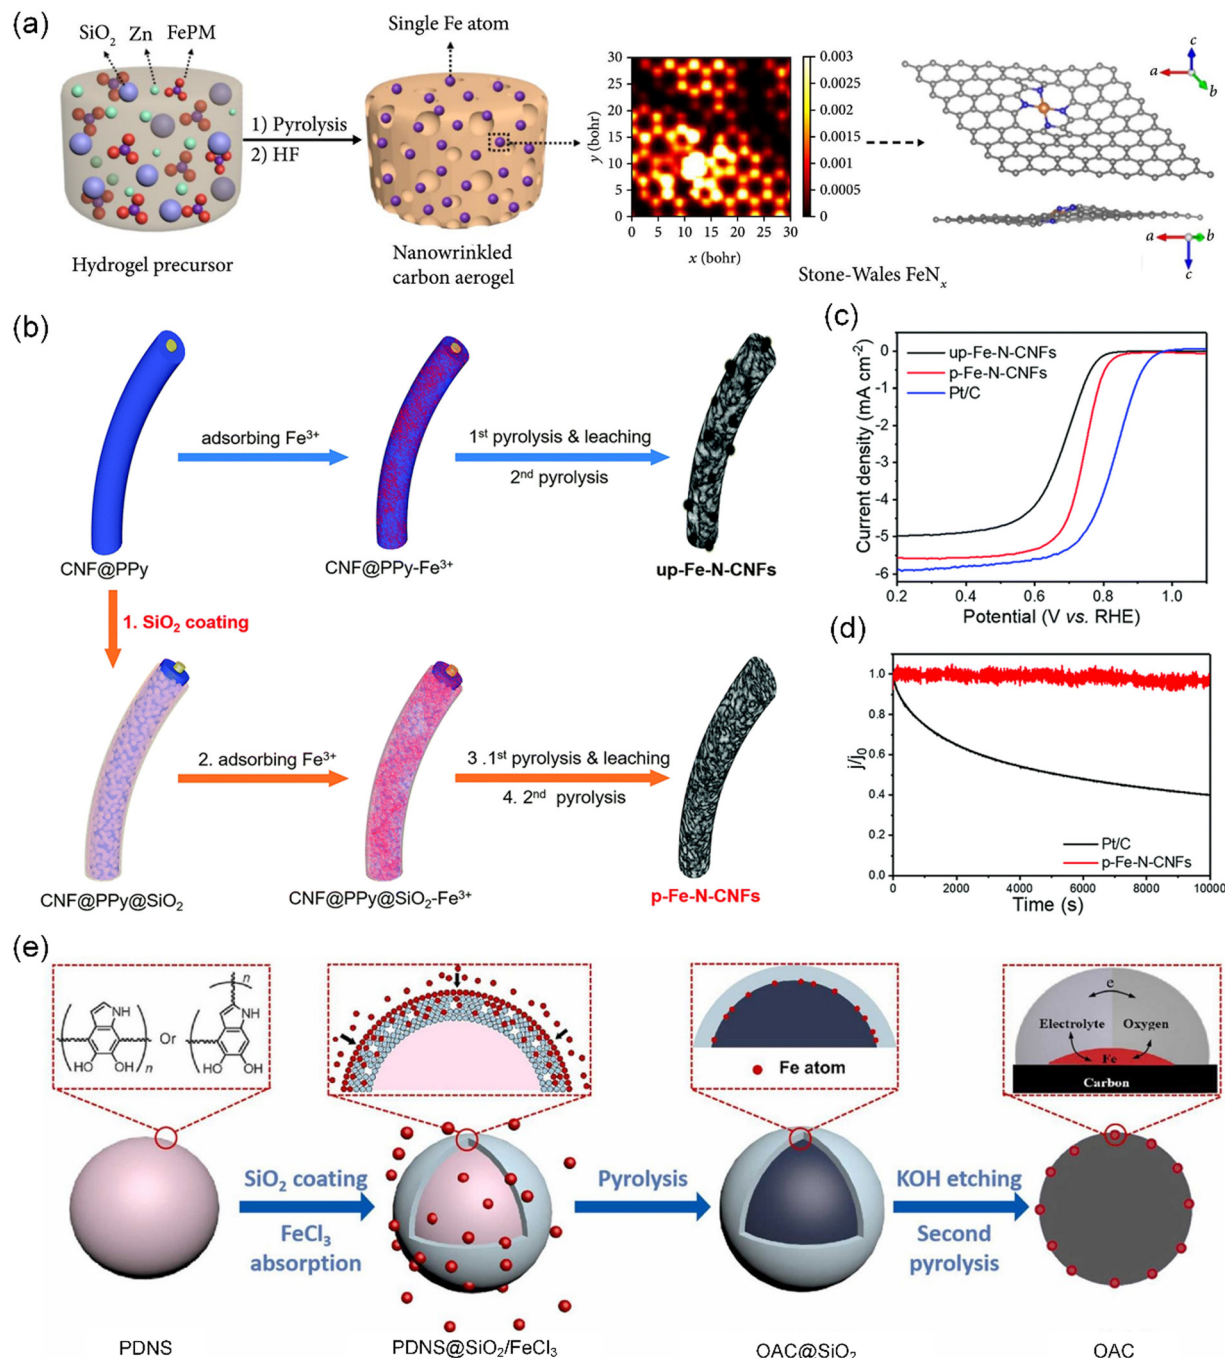 (a)
SiO2 Zn FePM
Hydrogel precursor
1) Pyrolysis
2) HF
Single Fe atom
Nanowrinkled
carbon aerogel
30
25
20
15
10
5
0
y (bohr)
0 5 10 15 20 25 30
x (bohr)
0.003
0.0025
0.002
0.0015
0.001
0.0005
0
Stone-Wales FeNx
c
a
b
a
b
c
(b)
CNF@PPy
adsorbing Fe3+
CNF@PPy-Fe3+
1st pyrolysis & leaching
2nd pyrolysis
up-Fe-N-CNFs
1. SiO2 coating
CNF@PPy@SiO2
2. adsorbing Fe3+
CNF@PPy@SiO2-Fe3+
3 .1st pyrolysis & leaching
4. 2nd pyrolysis
p-Fe-N-CNFs
(c)
Current density (mA cm-2)
0
-1
-2
-3
-4
-5
-6
up-Fe-N-CNFs
p-Fe-N-CNFs
Pt/C
0.2 0.4 0.6 0.8 1.0
Potential (V vs. RHE)
(d)
j/j0
1.0
0.8
0.6
0.4
0.2
0.0
Pt/C
p-Fe-N-CNFs
0 2000 4000 6000 8000 10000
Time (s)
(e)
NH
HO OH
n
Or
n
NH
HO OH
PDNS
SiO2 coating
FeCl3
absorption
PDNS@SiO2/FeCl3
Pyrolysis
Fe atom
OAC@SiO2
KOH etching
Second
pyrolysis
e
Electrolyte Oxygen
Fe
Carbon
OAC